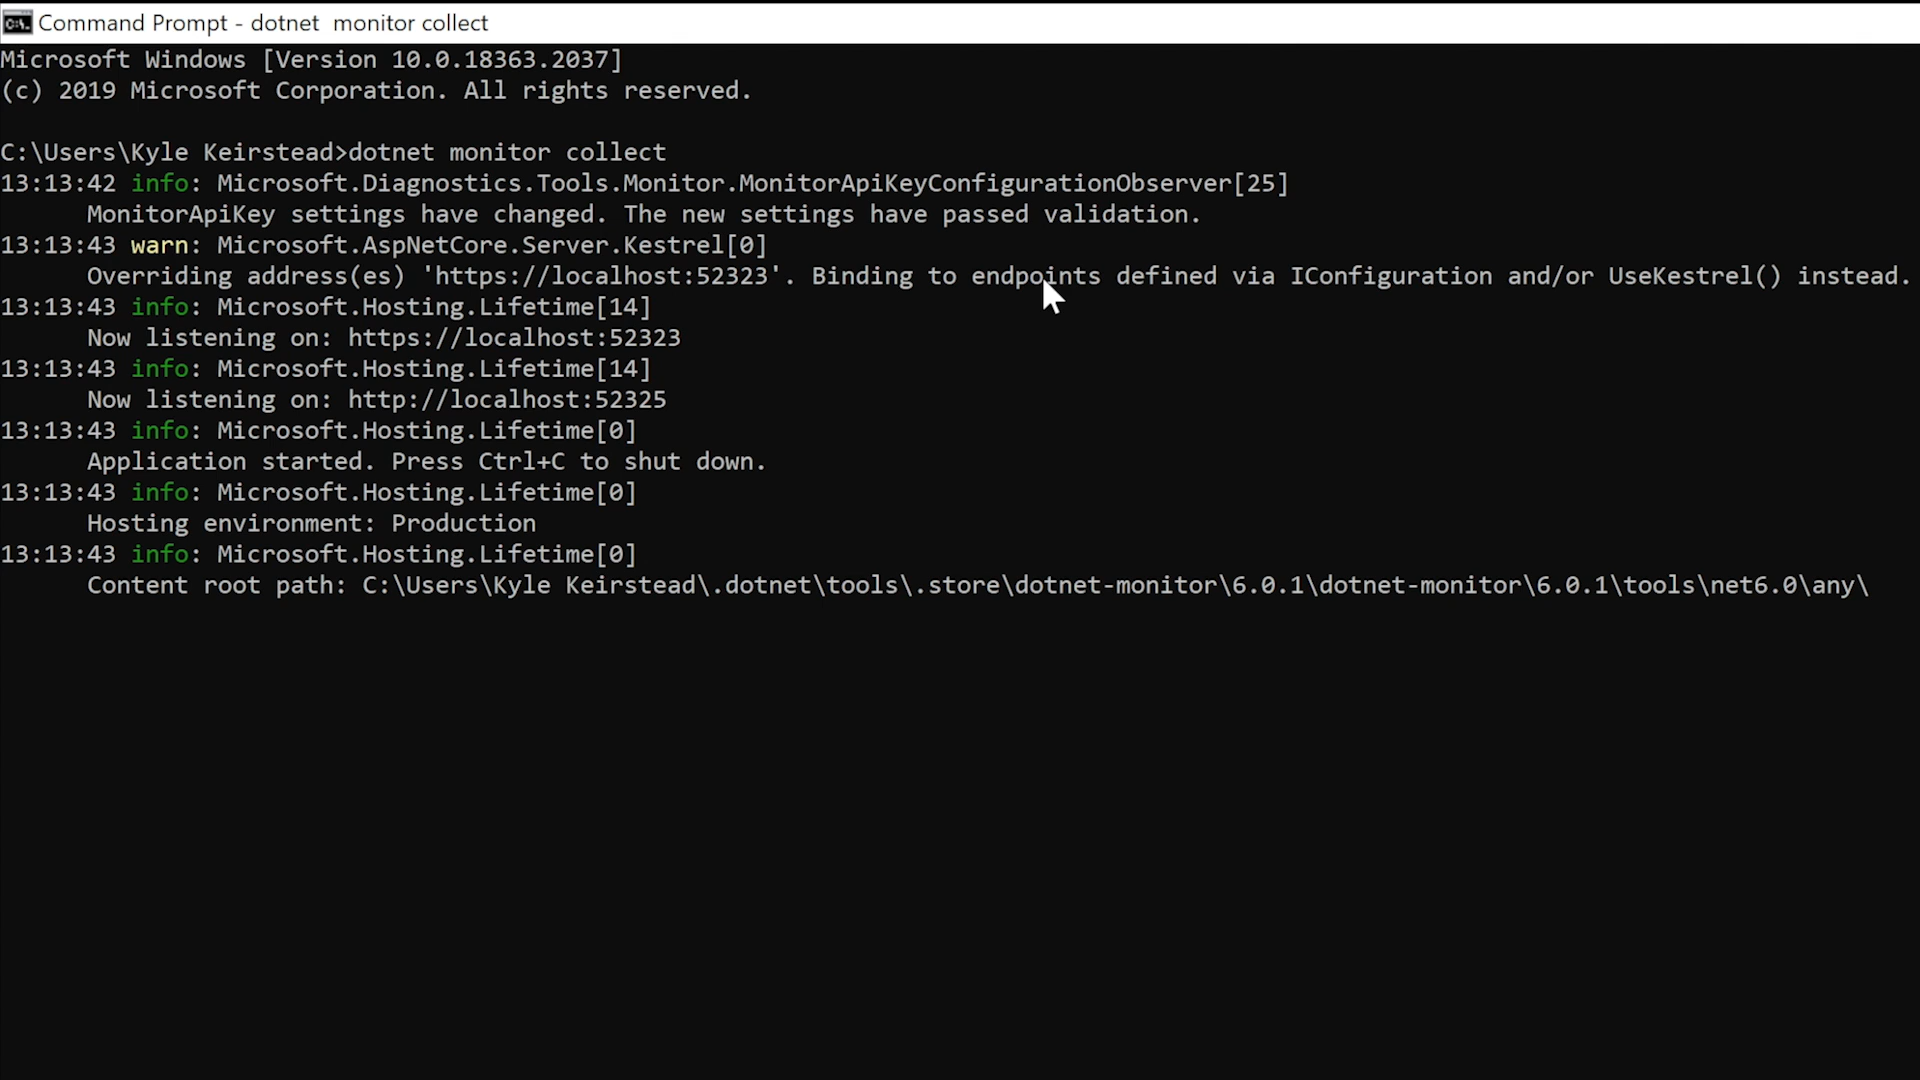 Command Prompt - dotnet  monitor collect
Microsoft Windows [Version 10.0.18363.2037]
(c) 2019 Microsoft Corporation. All rights reserved.
C:\Users\Kyle Keirstead>dotnet monitor collect
13:13:42 info: Microsoft.Diagnostics.Tools.Monitor.MonitorApiKeyConfigurationObserver[25]
MonitorApiKey settings have changed. The new settings have passed validation.
13:13:43 warn: Microsoft.AspNetCore.Server.Kestrel[0]
Overriding address(es) 'https://localhost:52323'. Binding to endpoints defined via IConfiguration and/or UseKestrel() instead.
13:13:43 info: Microsoft.Hosting.Lifetime[14]
Now listening on: https://localhost:52323
13:13:43 info: Microsoft.Hosting.Lifetime[14]
Now listening on: http://localhost:52325
13:13:43 info: Microsoft.Hosting.Lifetime[0]
Application started. Press Ctrl+C to shut down.
13:13:43 info: Microsoft.Hosting.Lifetime[0]
Hosting environment: Production
13:13:43 info: Microsoft.Hosting.Lifetime[0]
Content root path: C:\Users\Kyle Keirstead\.dotnet\tools\.store\dotnet-monitor\6.0.1\dotnet-monitor\6.0.1\tools\net6.0\any\